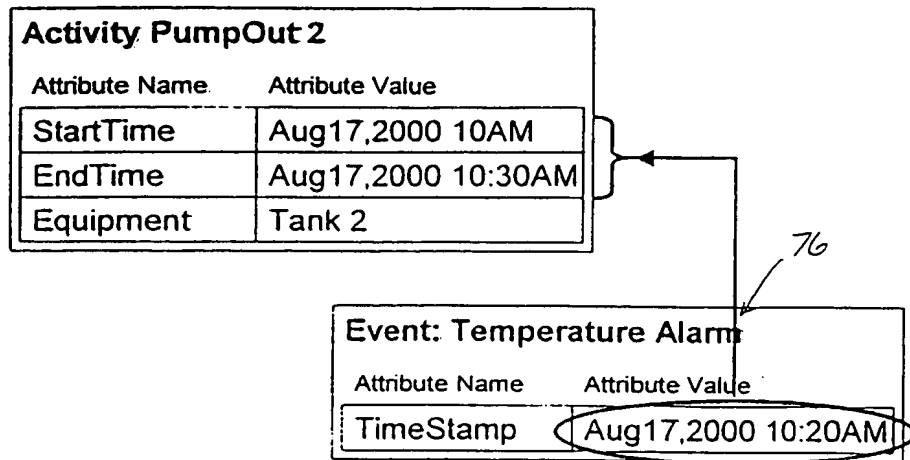 Activity PumpOut 2
Attribute Name Attribute Value
StartTime Aug17,2000 10AM
EndTime Aug17,2000 10:30AM
Equipment Tank 2
76
Event: Temperature Alarm
Attribute Name Attribute Value
TimeStamp Aug17,2000 10:20AM